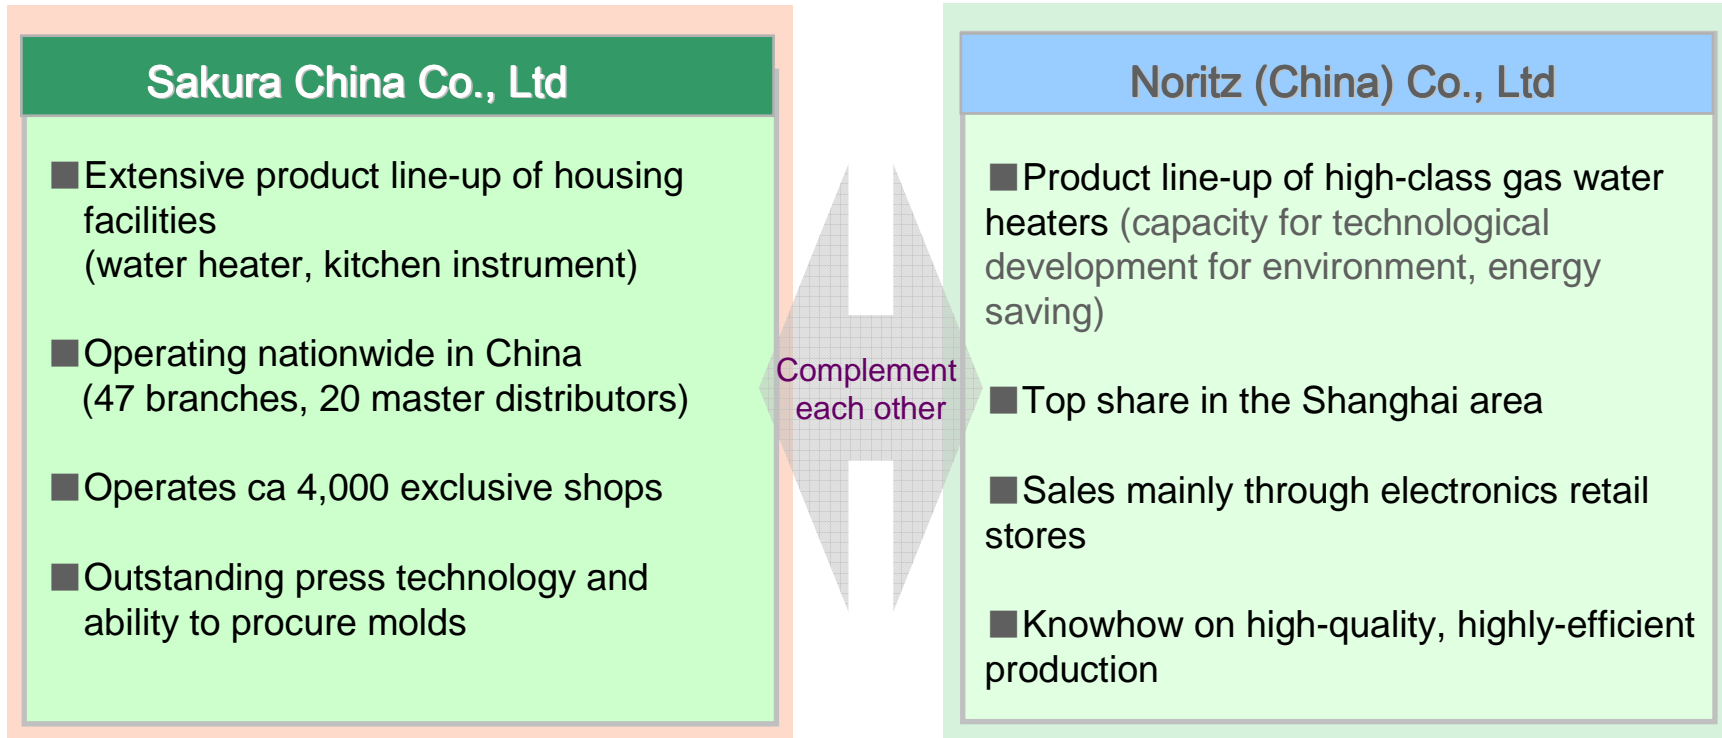 Sakura China Co., Ltd
■Extensive product line-up of housing
facilities
(water heater, kitchen instrument)
■Operating nationwide in China
(47 branches, 20 master distributors)
■Operates ca 4,000 exclusive shops
■Outstanding press technology and
ability to procure molds
Complement
each other
Noritz (China) Co., Ltd
■Product line-up of high-class gas water
heaters (capacity for technological
development for environment, energy
saving)
■Top share in the Shanghai area
■Sales mainly through electronics retail
stores
■Knowhow on high-quality, highly-efficient
production